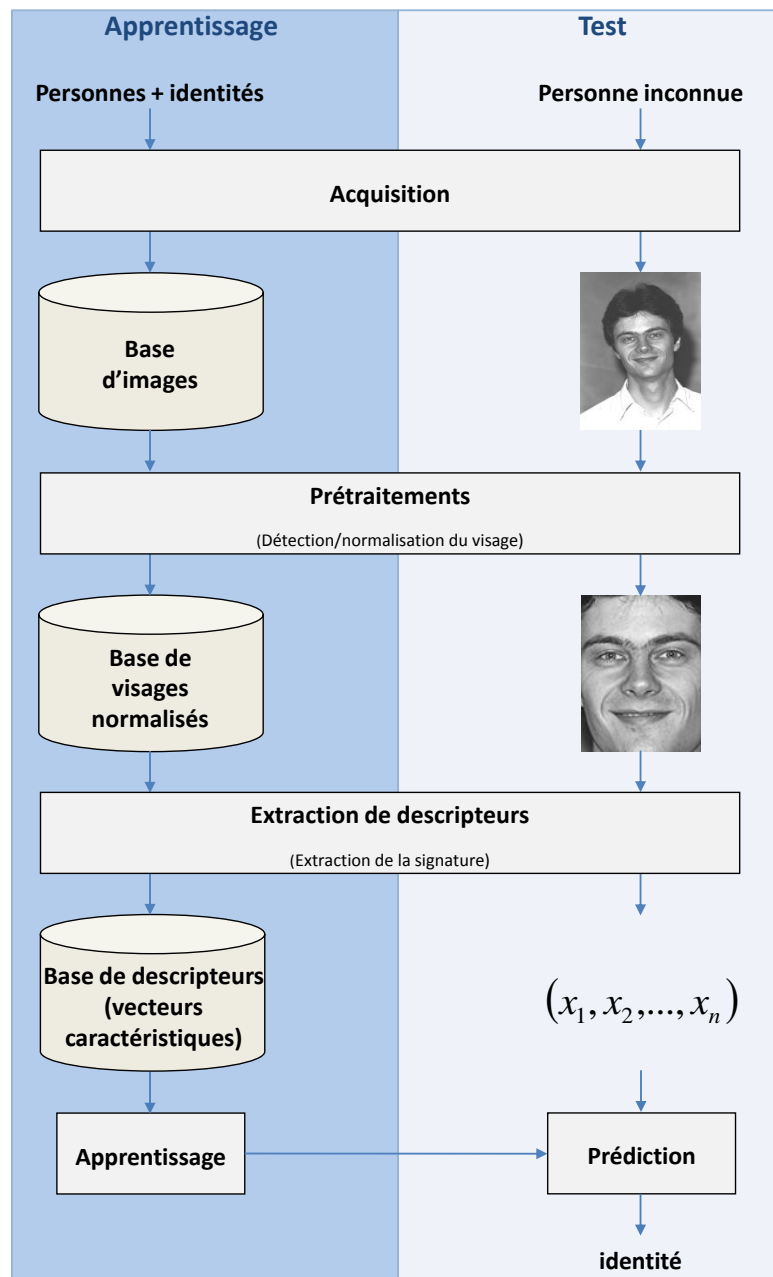 Apprentissage
Test
Personnes + identités
Personne inconnue
Acquisition
Base
d’images
Prétraitements
(Détection/normalisation du visage)
Base de
visages
normalisés
Extraction de descripteurs
(Extraction de la signature)
Base de descripteurs
(vecteurs
caractéristiques)
(x₁, x₂,..., xₙ)
Apprentissage
Prédiction
identité